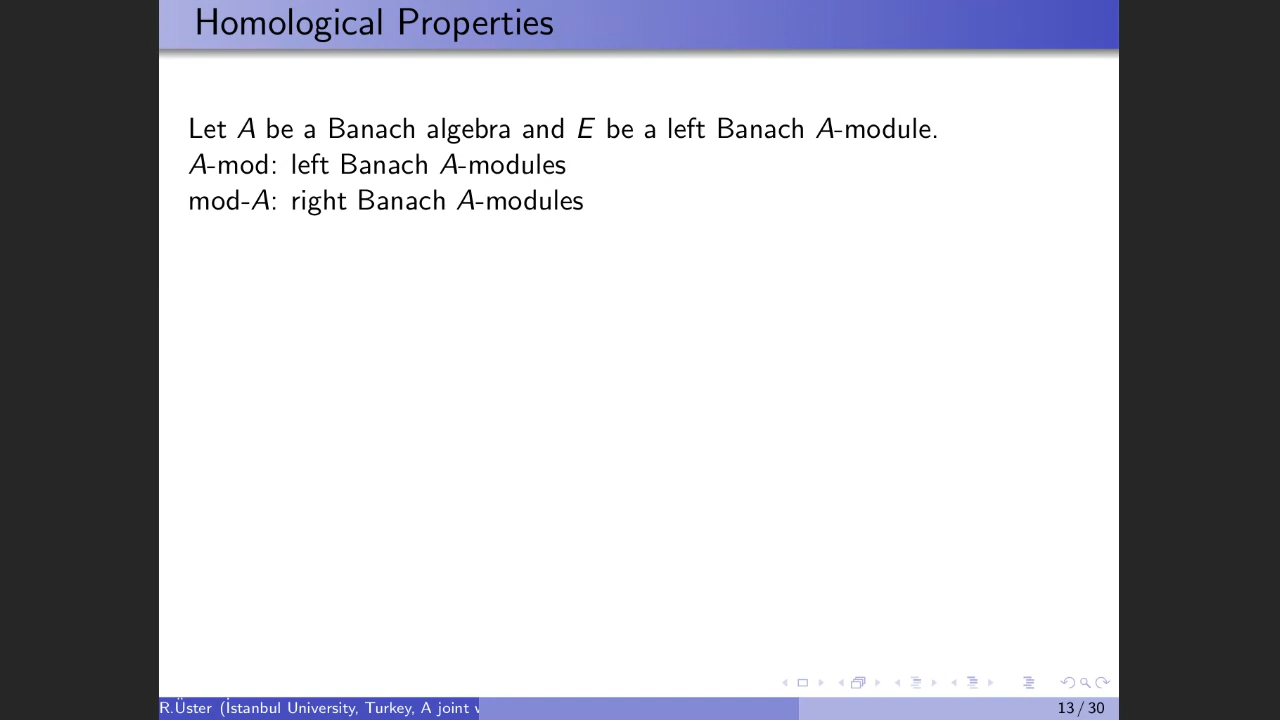 Homological Properties
Let A be a Banach algebra and E be a left Banach A-module.
A-mod: left Banach A-modules
mod-A: right Banach A-modules
R.Üster (İstanbul University, Turkey, A joint
13 / 30